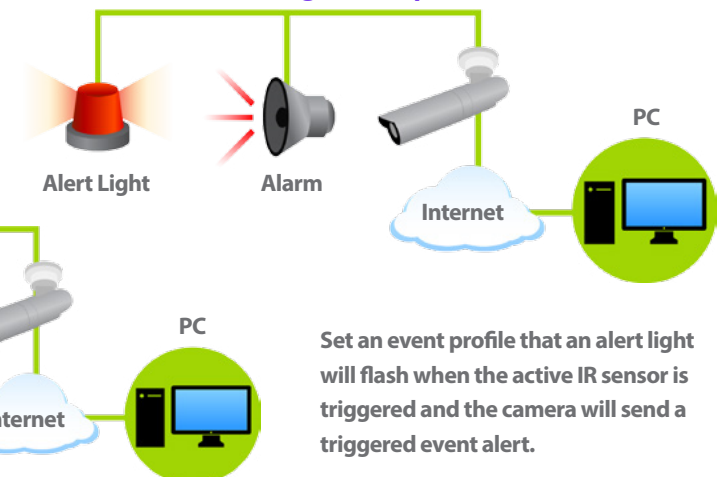 PC
Alert Light
Alarm
Internet
PC
nternet
Set an event profile that an alert light
will flash when the active IR sensor is
triggered and the camera will send a
triggered event alert.